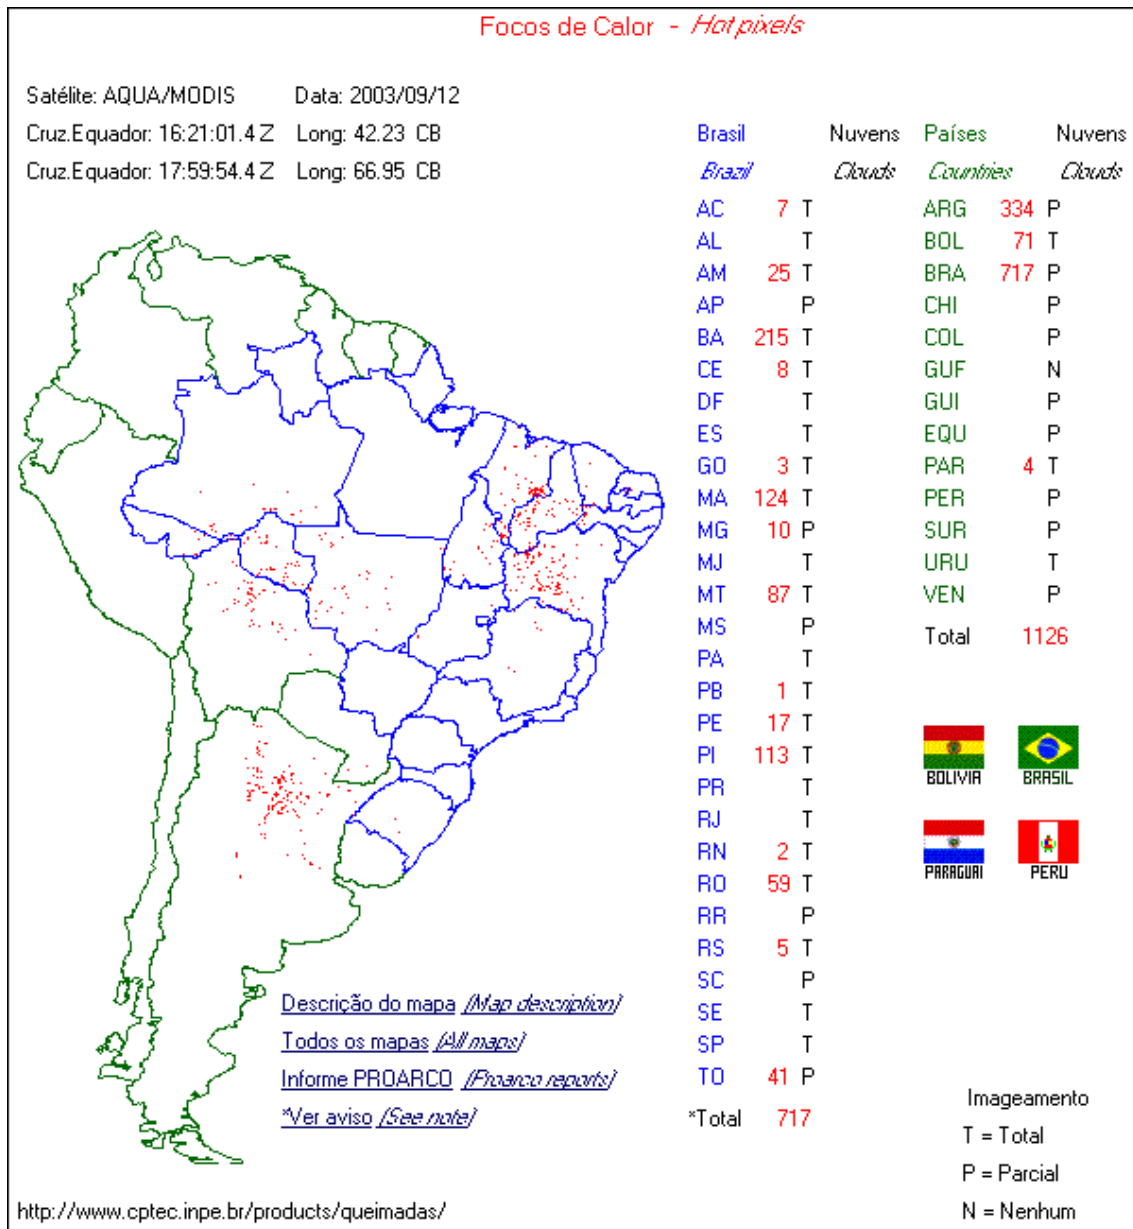 Focos de Calor - Hot pixels
Satélite: AQUA/MODIS Data: 2003/09/12
Cruz.Equador: 16:21:01.4 Z Long: 42.23 CB
Cruz.Equador: 17:59:54.4 Z Long: 66.95 CB
Brasil Nuvens Países Nuvens
Brazil Clouds Countries Clouds
AC 7 T ARG 334 P
AL T BOL 71 T
AM 25 T BRA 717 P
AP P CHI P
BA 215 T COL P
CE 8 T GUF N
DF T GUI P
ES T EQU P
GO 3 T PAR 4 T
MA 124 T PER P
MG 10 P SUR P
MJ T URU T
MT 87 T VEN P
MS P Total 1126
PA T
PB 1 T
PE 17 T
PI 113 T
PR T
RJ T
RN 2 T
RO 59 T
RR P
RS 5 T
SC P
SE T
SP T
TO 41 P
*Total 717
BOLIVIA BRASIL
PARAGUAI PERU
Descrição do mapa (Map description)
Todos os mapas (All maps)
Informe PROARCO (Proarco reports)
*Ver aviso (See note)
Imageamento
T = Total
P = Parcial
N = Nenhum
http://www.cptec.inpe.br/products/queimadas/